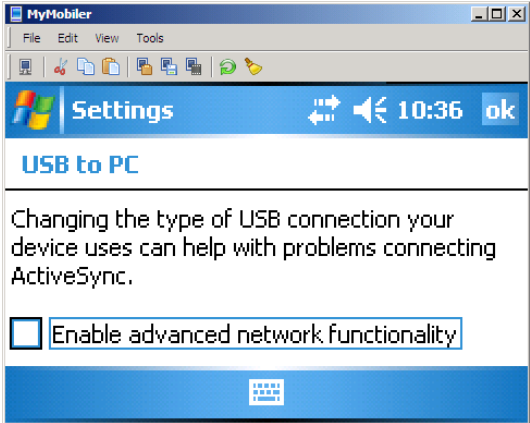 MyMobiler
File Edit View Tools
Settings 10:36 ok
USB to PC
Changing the type of USB connection your
device uses can help with problems connecting
ActiveSync.
Enable advanced network functionality